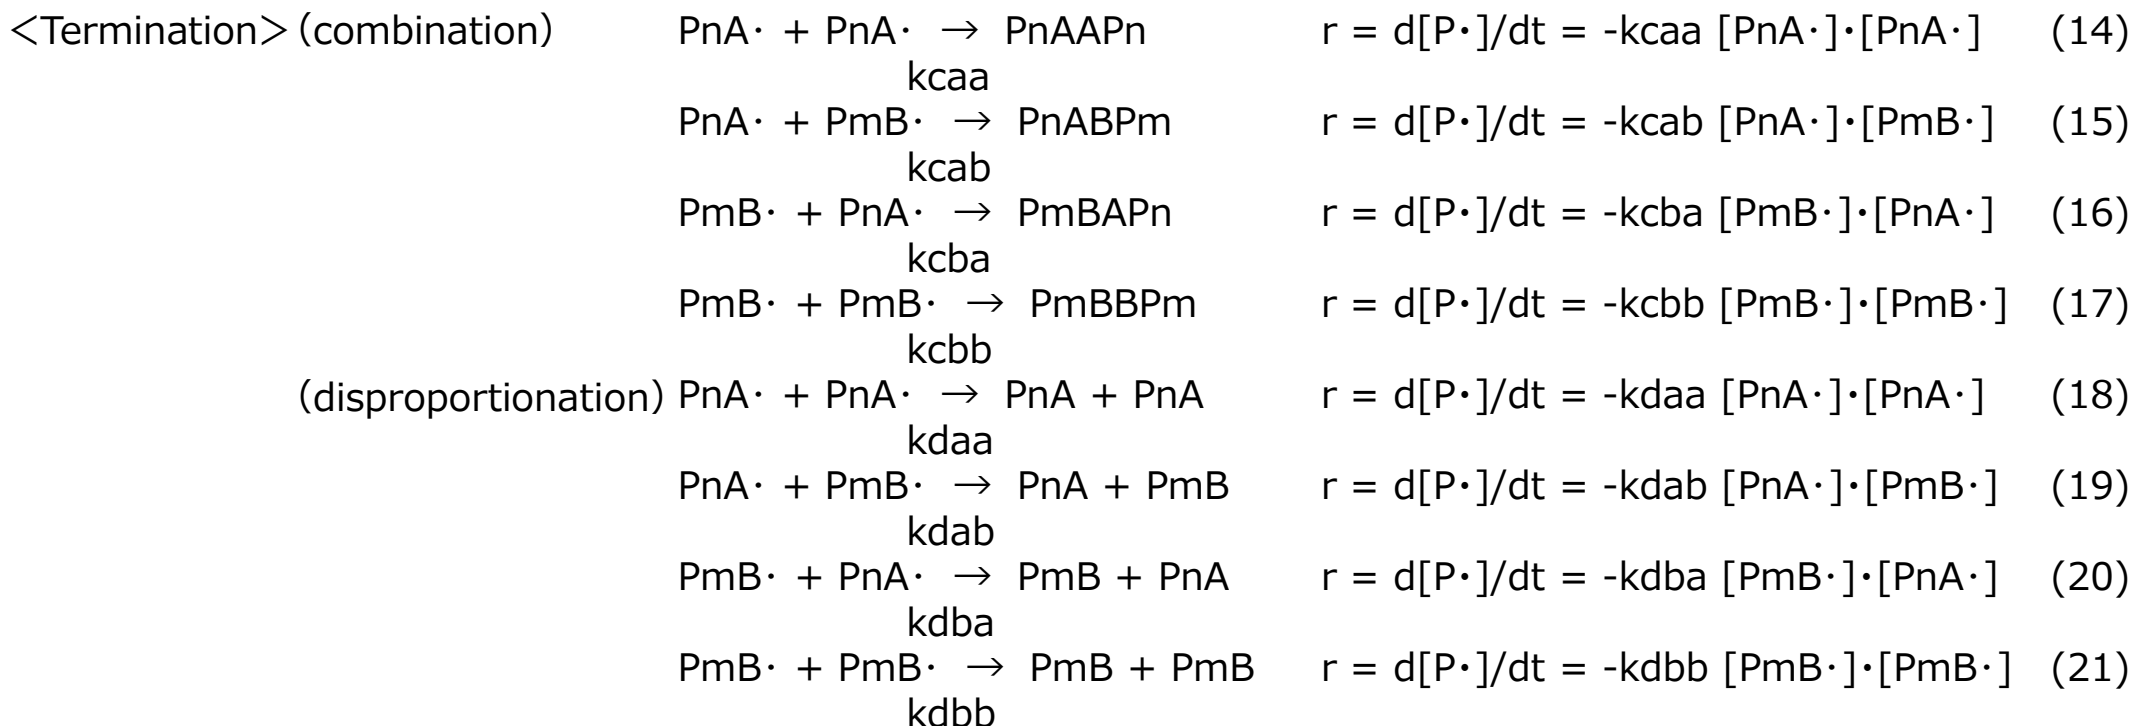 ＜Termination＞(combination) PnA· + PnA· → PnAAPn r = d[P·]/dt = -kcaa [PnA·]·[PnA·] (14)
kcaa
PnA· + PmB· → PnABPm r = d[P·]/dt = -kcab [PnA·]·[PmB·] (15)
kcab
PmB· + PnA· → PmBAPn r = d[P·]/dt = -kcba [PmB·]·[PnA·] (16)
kcba
PmB· + PmB· → PmBBPm r = d[P·]/dt = -kcbb [PmB·]·[PmB·] (17)
kcbb
(disproportionation) PnA· + PnA· → PnA + PnA r = d[P·]/dt = -kdaa [PnA·]·[PnA·] (18)
kdaa
PnA· + PmB· → PnA + PmB r = d[P·]/dt = -kdab [PnA·]·[PmB·] (19)
kdab
PmB· + PnA· → PmB + PnA r = d[P·]/dt = -kdba [PmB·]·[PnA·] (20)
kdba
PmB· + PmB· → PmB + PmB r = d[P·]/dt = -kdbb [PmB·]·[PmB·] (21)
kdbb